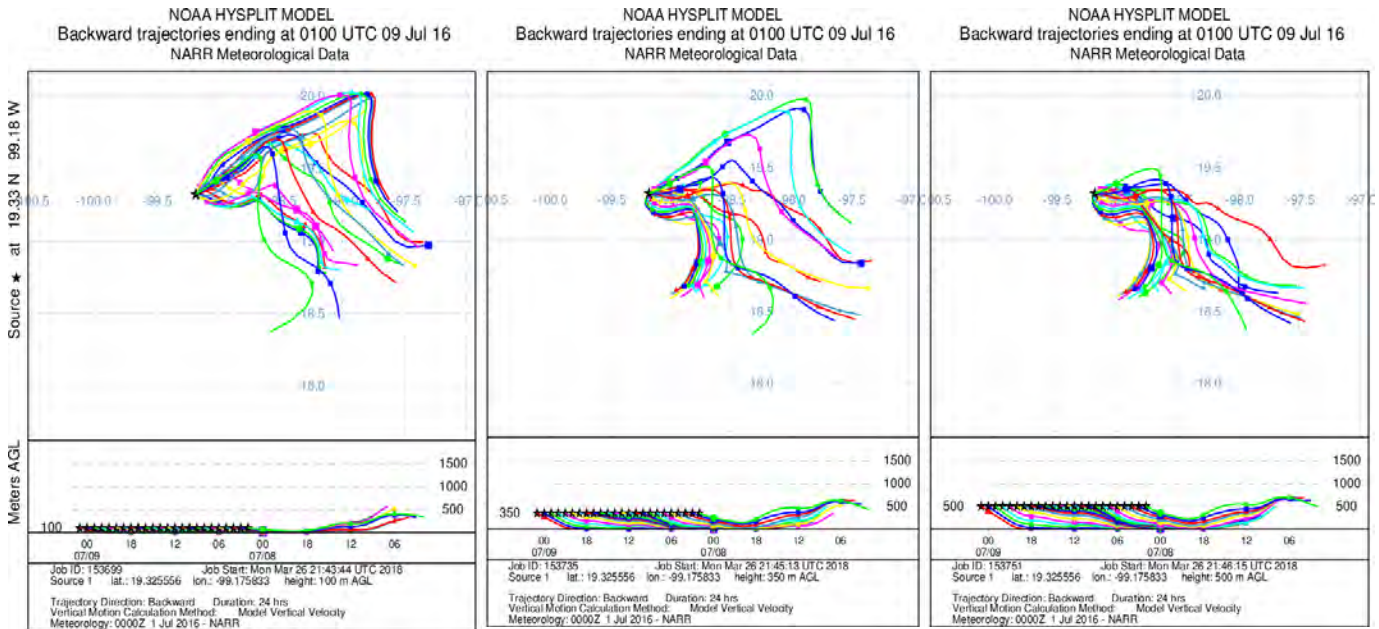 NOAA HYSPLIT MODEL
Backward trajectories ending at 0100 UTC 09 Jul 16
NARR Meteorological Data
Source ★ at 19.333 N 99.18 W
20.0
19.5
-100.0 -99.5 -98.0 -97.5
19.0
18.5
18.0
Meters AGL
1500
1000
500
100
00 18 12 06 00 18 12 06
07/09 07/08
Job ID: 153699 Job Start: Mon Mar 26 21:43:44 UTC 2018
Source 1 lat.: 19.325556 lon.: -99.175833 height: 100 m AGL
Trajectory Direction: Backward Duration: 24 hrs
Vertical Motion Calculation Method: Model Vertical Velocity
Meteorology: 0000Z 1 Jul 2016 - NARR
NOAA HYSPLIT MODEL
Backward trajectories ending at 0100 UTC 09 Jul 16
NARR Meteorological Data
20.0
19.5
-100.0 -99.5 -98.0 -97.5
19.0
18.5
18.0
1500
1000
500
350
00 18 12 06 00 18 12 06
07/09 07/08
Job ID: 153735 Job Start: Mon Mar 26 21:45:13 UTC 2018
Source 1 lat.: 19.325556 lon.: -99.175833 height: 350 m AGL
Trajectory Direction: Backward Duration: 24 hrs
Vertical Motion Calculation Method: Model Vertical Velocity
Meteorology: 0000Z 1 Jul 2016 - NARR
NOAA HYSPLIT MODEL
Backward trajectories ending at 0100 UTC 09 Jul 16
NARR Meteorological Data
20.0
19.5
-100.0 -99.5 -98.0 -97.5
19.0
18.5
18.0
1500
1000
500
500
00 18 12 06 00 18 12 06
07/09 07/08
Job ID: 153751 Job Start: Mon Mar 26 21:46:15 UTC 2018
Source 1 lat.: 19.325556 lon.: -99.175833 height: 500 m AGL
Trajectory Direction: Backward Duration: 24 hrs
Vertical Motion Calculation Method: Model Vertical Velocity
Meteorology: 0000Z 1 Jul 2016 - NARR